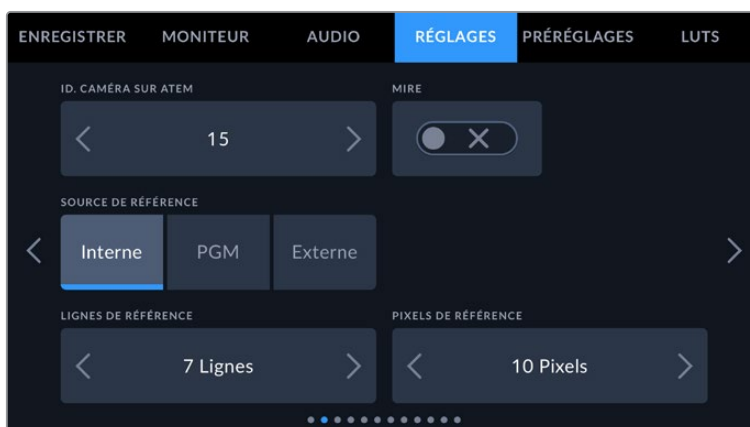 ENREGISTRER MONITEUR AUDIO RÉGLAGES PRÉRÉGLAGES LUTS
ID. CAMÉRA SUR ATEM MIRE
15
SOURCE DE RÉFÉRENCE
Interne PGM Externe
LIGNES DE RÉFÉRENCE PIXELS DE RÉFÉRENCE
7 Lignes 10 Pixels